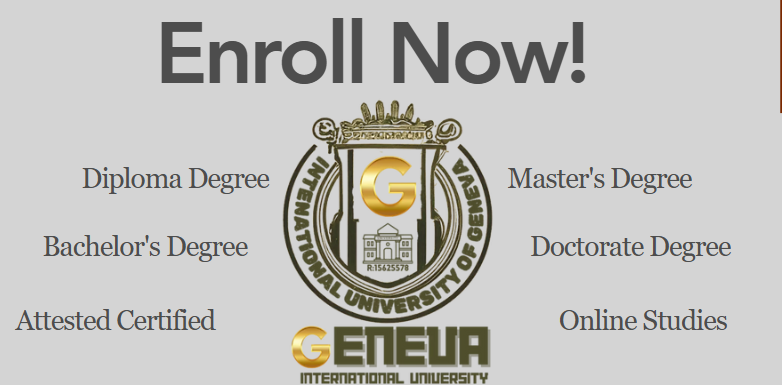 Enroll Now!
Diploma Degree
Master's Degree
Bachelor's Degree
Doctorate Degree
Attested Certified
Online Studies
INTENATIONAL UNIVERSITY OF GENEVA
G
R:15625578
GENEVA
INTERNATIONAL UNIVERSITY